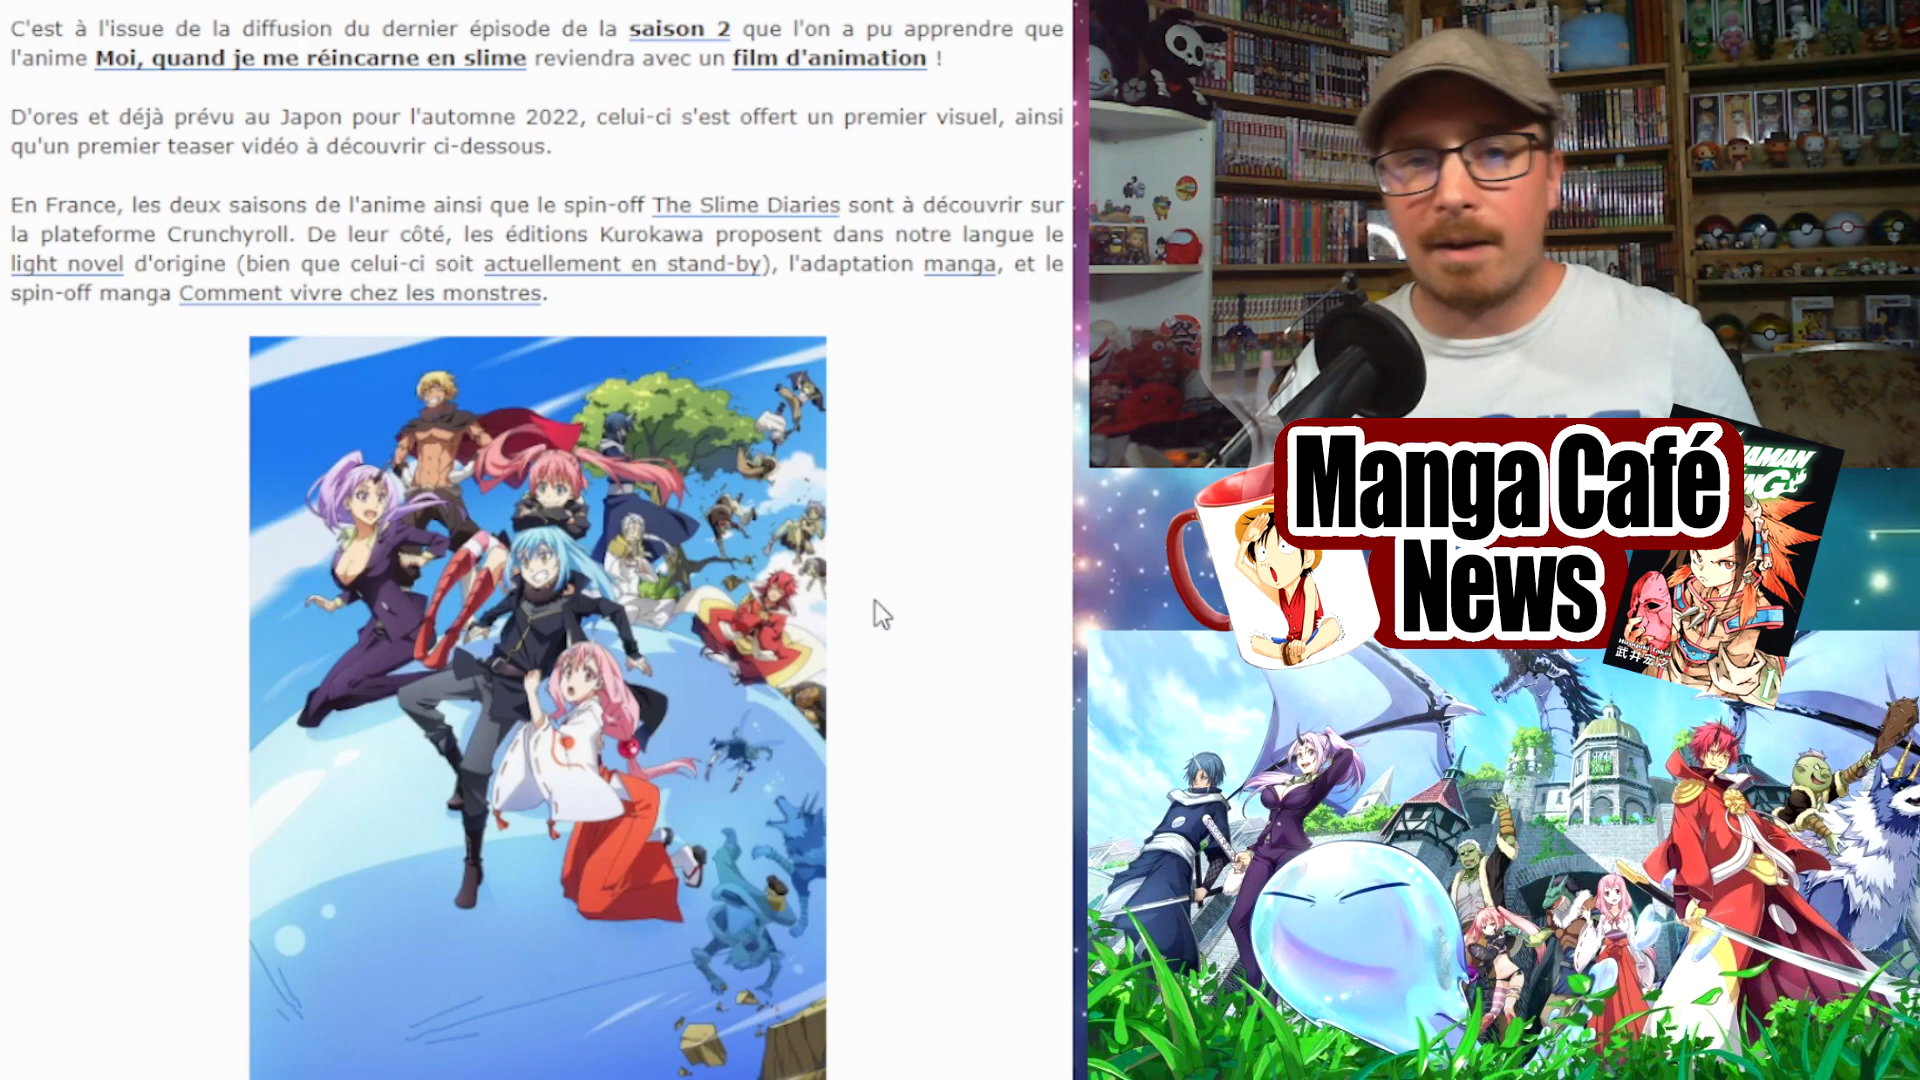 C'est à l'issue de la diffusion du dernier épisode de la saison 2 que l'on a pu apprendre que
l'anime Moi, quand je me réincarne en slime reviendra avec un film d'animation !
D'ores et déjà prévu au Japon pour l'automne 2022, celui-ci s'est offert un premier visuel, ainsi
qu'un premier teaser vidéo à découvrir ci-dessous.
En France, les deux saisons de l'anime ainsi que le spin-off The Slime Diaries sont à découvrir sur
la plateforme Crunchyroll. De leur côté, les éditions Kurokawa proposent dans notre langue le
light novel d'origine (bien que celui-ci soit actuellement en stand-by), l'adaptation manga, et le
spin-off manga Comment vivre chez les monstres.
Manga Café
News
武井宏之
1